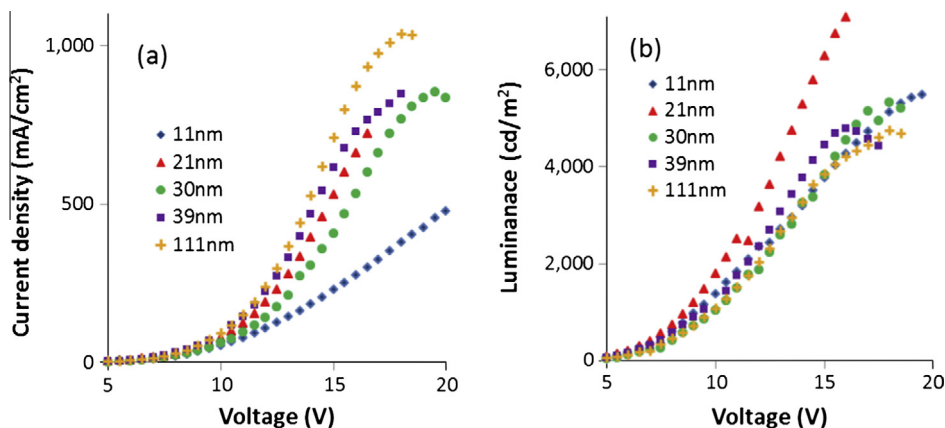 (a)
Current density (mA/cm²)
1,000
500
0
11nm
21nm
30nm
39nm
111nm
5
10
15
20
Voltage (V)
(b)
Luminanace (cd/m²)
6,000
4,000
2,000
0
11nm
21nm
30nm
39nm
111nm
5
10
15
20
Voltage (V)